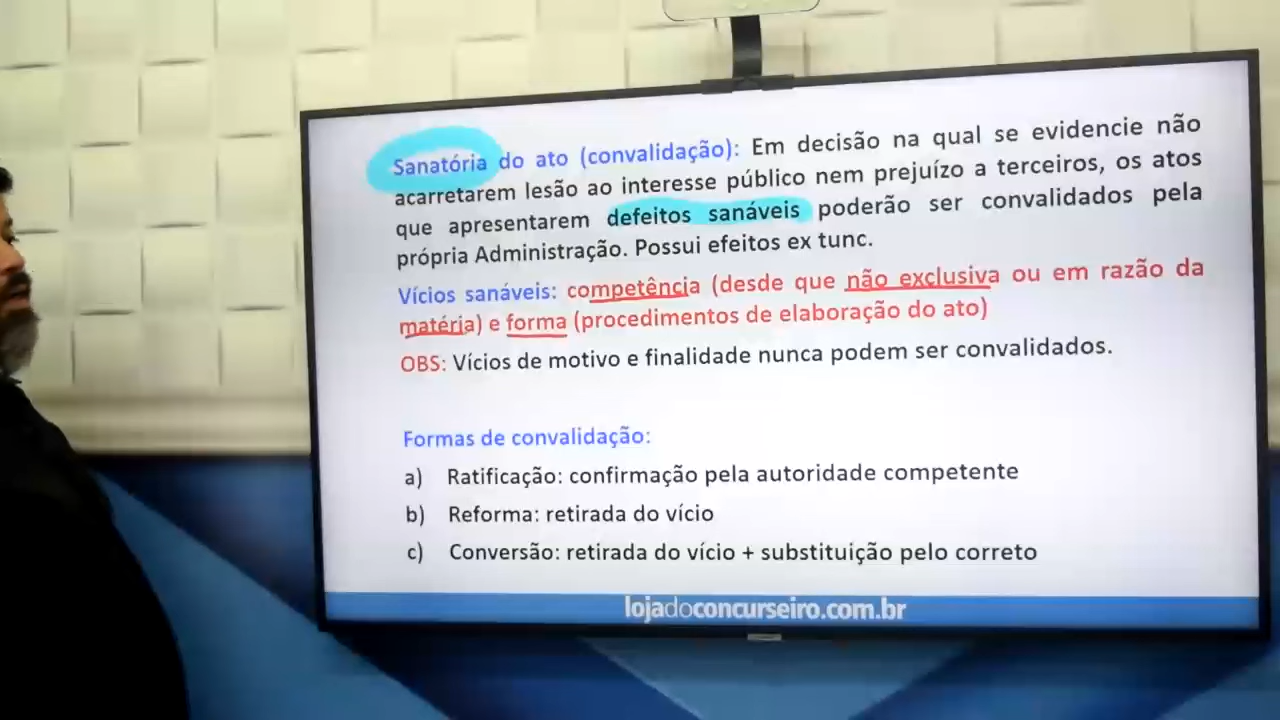 Sanatória do ato (convalidação): Em decisão na qual se evidencie não
acarretarem lesão ao interesse público nem prejuízo a terceiros, os atos
que apresentarem defeitos sanáveis poderão ser convalidados pela
própria Administração. Possui efeitos ex tunc.
Vícios sanáveis: competência (desde que não exclusiva ou em razão da
matéria) e forma (procedimentos de elaboração do ato)
OBS: Vícios de motivo e finalidade nunca podem ser convalidados.
Formas de convalidação:
a) Ratificação: confirmação pela autoridade competente
b) Reforma: retirada do vício
c) Conversão: retirada do vício + substituição pelo correto
lojadoconcurseiro.com.br